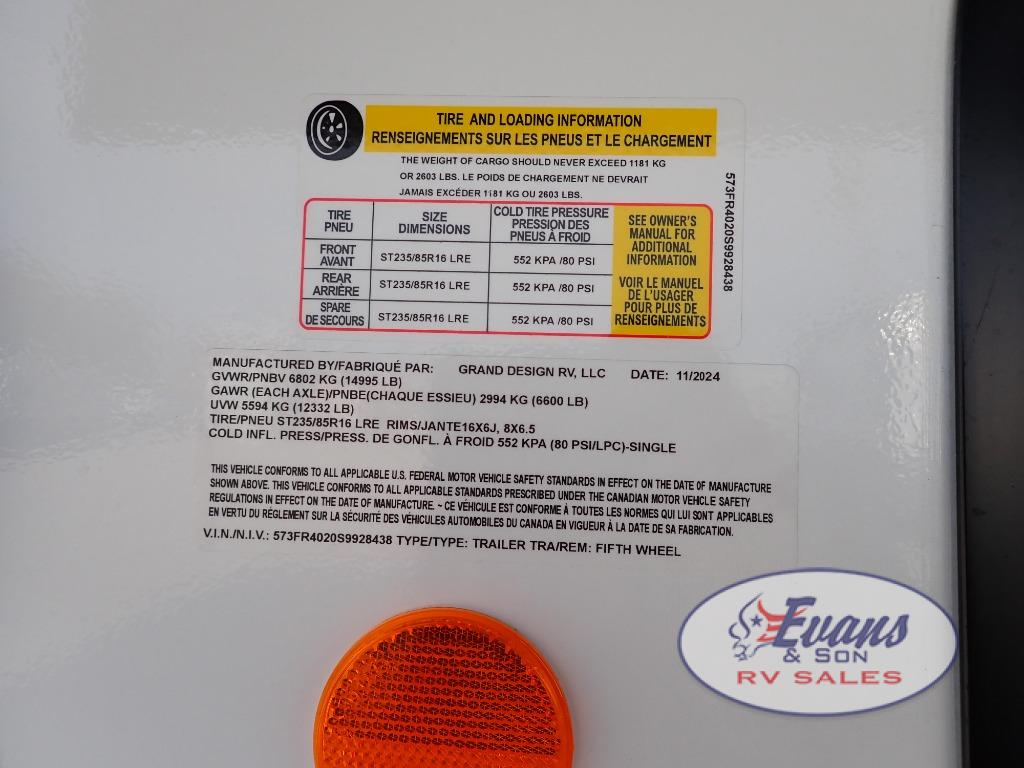 TIRE AND LOADING INFORMATION
RENSEIGNEMENTS SUR LES PNEUS ET LE CHARGEMENT
THE WEIGHT OF CARGO SHOULD NEVER EXCEED 1181 KG
OR 2603 LBS. LE POIDS DE CHARGEMENT NE DEVRAIT
JAMAIS EXCÉDER 1181 KG OU 2603 LBS.
TIRE PNEU SIZE DIMENSIONS COLD TIRE PRESSURE PRESSION DES PNEUS À FROID
FRONT AVANT ST235/85R16 LRE 552 KPA /80 PSI
REAR ARRIÈRE ST235/85R16 LRE 552 KPA /80 PSI
SPARE DE SECOURS ST235/85R16 LRE 552 KPA /80 PSI
SEE OWNER'S
MANUAL FOR
ADDITIONAL
INFORMATION
VOIR LE MANUEL
DE L'USAGER
POUR PLUS DE
RENSEIGNEMENTS
573FR4020S9928438
MANUFACTURED BY/FABRIQUÉ PAR: GRAND DESIGN RV, LLC DATE: 11/2024
GVWR/PNBV 6802 KG (14995 LB)
GAWR (EACH AXLE)/PNBE(CHAQUE ESSIEU) 2994 KG (6600 LB)
UVW 5594 KG (12332 LB)
TIRE/PNEU ST235/85R16 LRE RIMS/JANTE16X6J, 8X6.5
COLD INFL. PRESS/PRESS. DE GONFL. À FROID 552 KPA (80 PSI/LPC)-SINGLE
THIS VEHICLE CONFORMS TO ALL APPLICABLE U.S. FEDERAL MOTOR VEHICLE SAFETY STANDARDS IN EFFECT ON THE DATE OF MANUFACTURE
SHOWN ABOVE. THIS VEHICLE CONFORMS TO ALL APPLICABLE STANDARDS PRESCRIBED UNDER THE CANADIAN MOTOR VEHICLE SAFETY
REGULATIONS IN EFFECT ON THE DATE OF MANUFACTURE. ~ CE VÉHICULE EST CONFORME À TOUTES LES NORMES QUI LUI SONT APPLICABLES
EN VERTU DU RÉGLEMENT SUR LA SÉCURITÉ DES VÉHICULES AUTOMOBILES DU CANADA EN VIGUEUR À LA DATE DE SA FABRICATION.
V.I.N./N.I.V.: 573FR4020S9928438 TYPE/TYPE: TRAILER TRA/REM: FIFTH WHEEL
Evans
& SON
RV SALES